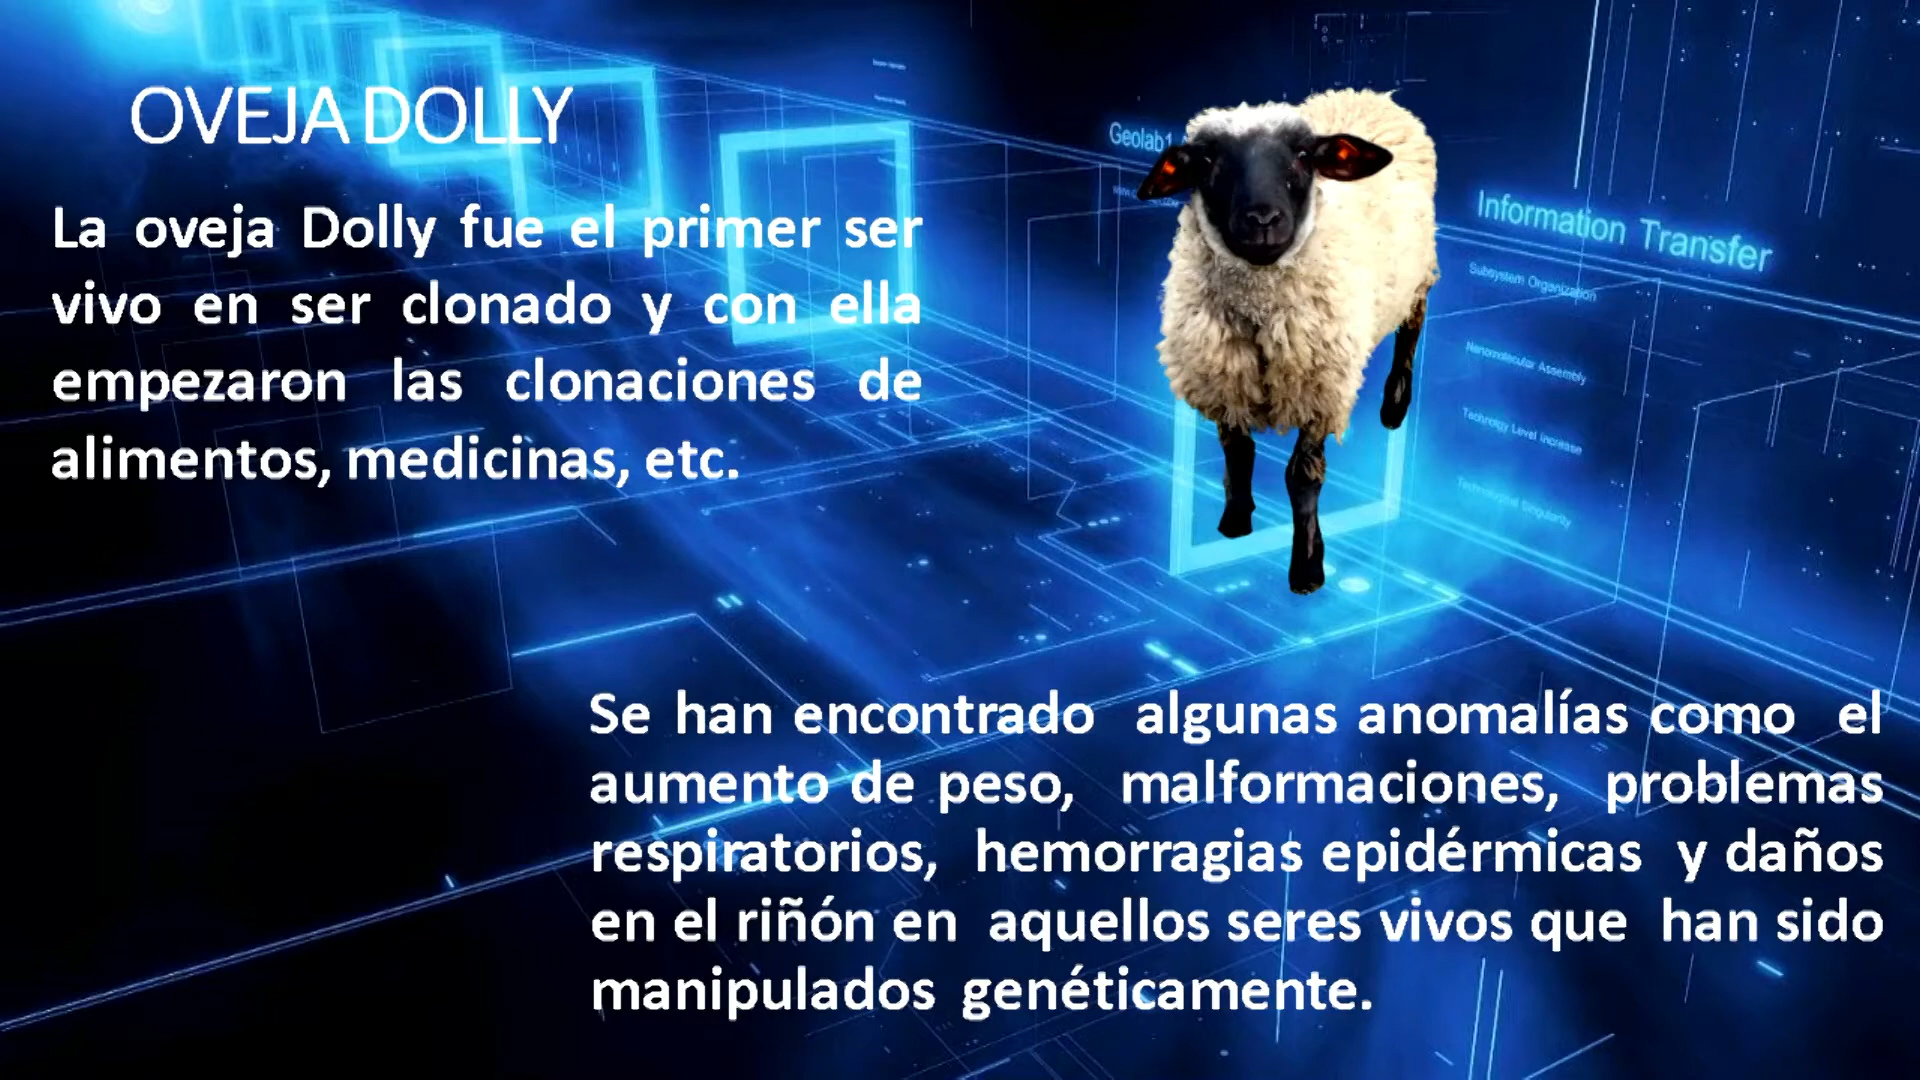 OVEJA DOLLY
La oveja Dolly fue el primer ser
vivo en ser clonado y con ella
empezaron las clonaciones de
alimentos, medicinas, etc.
Geolab1
Information Transfer
Subsystem Organization
Nanomolecular Assembly
Technolgy Level Increase
Technological Singularity
Se han encontrado algunas anomalías como el
aumento de peso, malformaciones, problemas
respiratorios, hemorragias epidérmicas y daños
en el riñón en aquellos seres vivos que han sido
manipulados genéticamente.